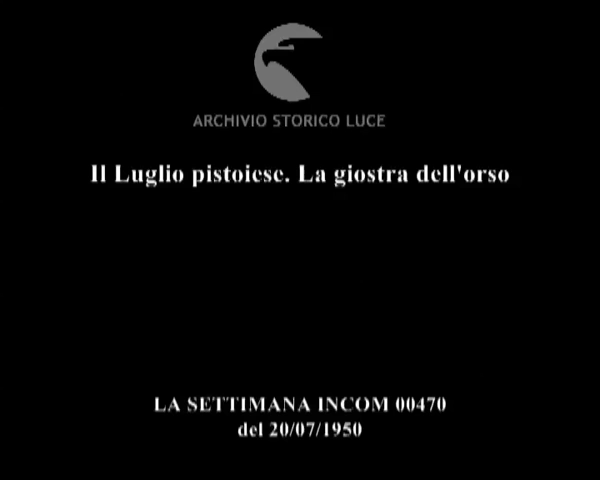 ARCHIVIO STORICO LUCE
Il Luglio pistoiese. La giostra dell'orso
LA SETTIMANA INCOM 00470
del 20/07/1950